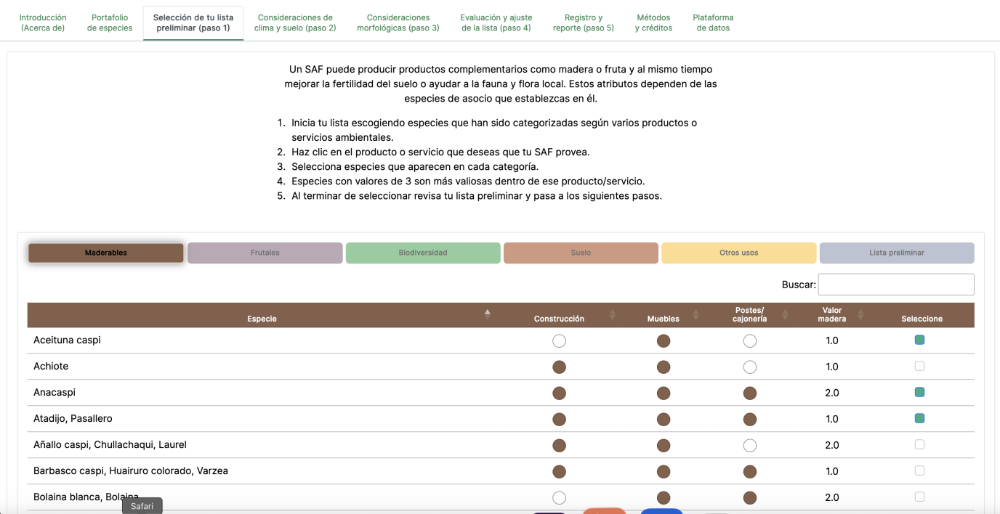 Introducción
(Acerca de)
Portafolio
de especies
Selección de tu lista
preliminar (paso 1)
Consideraciones de
clima y suelo (paso 2)
Consideraciones
morfológicas (paso 3)
Evaluación y ajuste
de la lista (paso 4)
Registro y
reporte (paso 5)
Métodos
y créditos
Plataforma
de datos
Un SAF puede producir productos complementarios como madera o fruta y al mismo tiempo
mejorar la fertilidad del suelo o ayudar a la fauna y flora local. Estos atributos dependen de las
especies de asocio que establezcas en él.
1. Inicia tu lista escogiendo especies que han sido categorizadas según varios productos o
servicios ambientales.
2. Haz clic en el producto o servicio que deseas que tu SAF provea.
3. Selecciona especies que aparecen en cada categoría.
4. Especies con valores de 3 son más valiosas dentro de ese producto/servicio.
5. Al terminar de seleccionar revisa tu lista preliminar y pasa a los siguientes pasos.
Maderables Frutales Biodiversidad Suelo Otros usos Lista preliminar
Buscar:
Especie Construcción Muebles Postes/
cajonería Valor
madera Seleccione
Aceituna caspi 1.0
Achiote 1.0
Anacaspi 2.0
Atadijo, Pasallero 1.0
Añallo caspi, Chullachaqui, Laurel 2.0
Barbasco caspi, Huairuro colorado, Varzea 1.0
Bolaina blanca, Bolaina 2.0
Safari